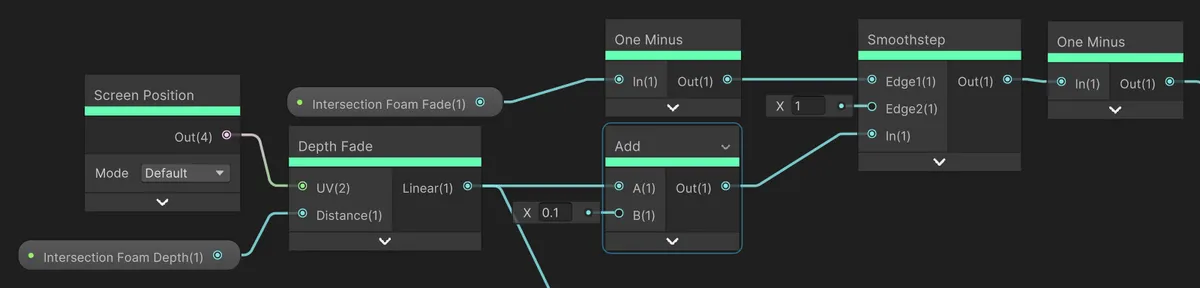 Screen Position
Out(4)
Mode Default
Intersection Foam Depth(1)
Intersection Foam Fade(1)
Depth Fade
UV(2) Linear(1)
Distance(1)
One Minus
In(1) Out(1)
X 0.1
Add
A(1) Out(1)
B(1)
X 1
Smoothstep
Edge1(1) Out(1)
Edge2(1)
In(1)
One Minus
In(1) Out(1)